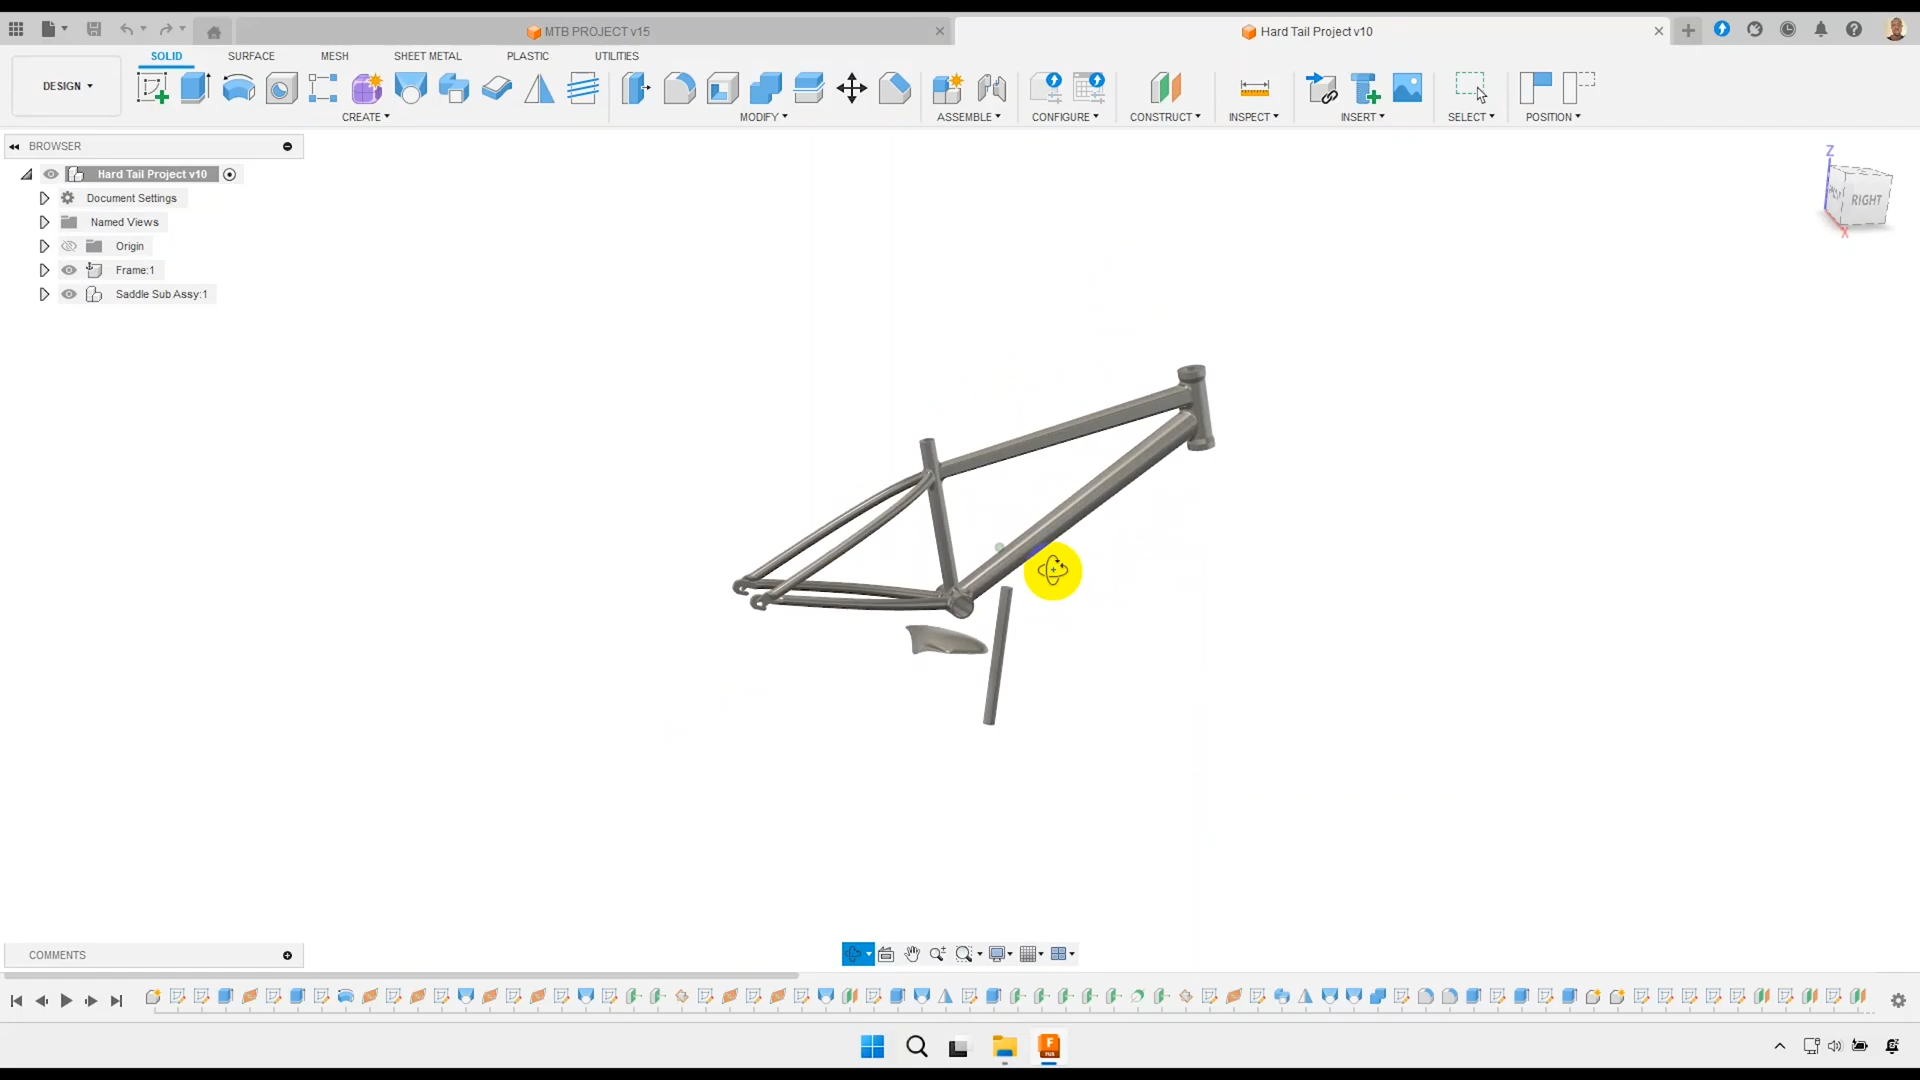 MTB PROJECT v15
Hard Tail Project v10
DESIGN
SOLID
SURFACE
MESH
SHEET METAL
PLASTIC
UTILITIES
CREATE
MODIFY
ASSEMBLE
CONFIGURE
CONSTRUCT
INSPECT
INSERT
SELECT
POSITION
BROWSER
Hard Tail Project v10
Document Settings
Named Views
Origin
Frame:1
Saddle Sub Assy:1
Z
RIGHT
X
COMMENTS